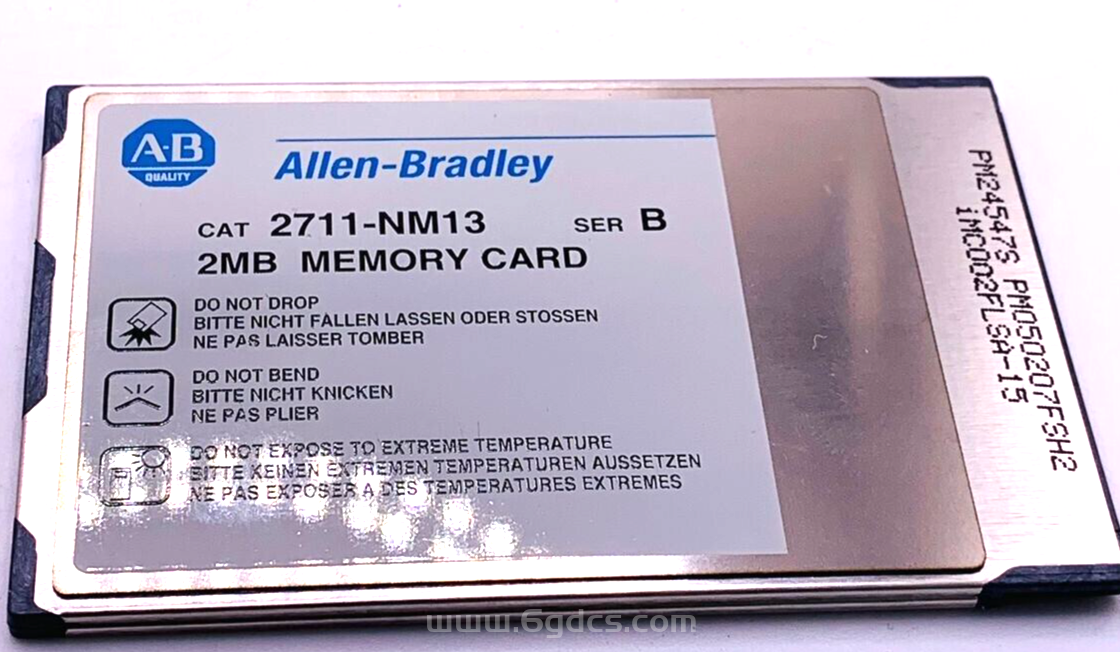 A·B
QUALITY
Allen-Bradley
CAT 2711-NM13 SER B
2MB MEMORY CARD
DO NOT DROP
BITTE NICHT FALLEN LASSEN ODER STOSSEN
NE PAS LAISSER TOMBER
DO NOT BEND
BITTE NICHT KNICKEN
NE PAS PLIER
DO NOT EXPOSE TO EXTREME TEMPERATURE
BITTE KEINEN EXTREMEN TEMPERATUREN AUSSETZEN
NE PAS EXPOSER A DES TEMPERATURES EXTREMES
PM24547S PM050207FSH2
iMC002FLSA-15
www.6gdcs.com